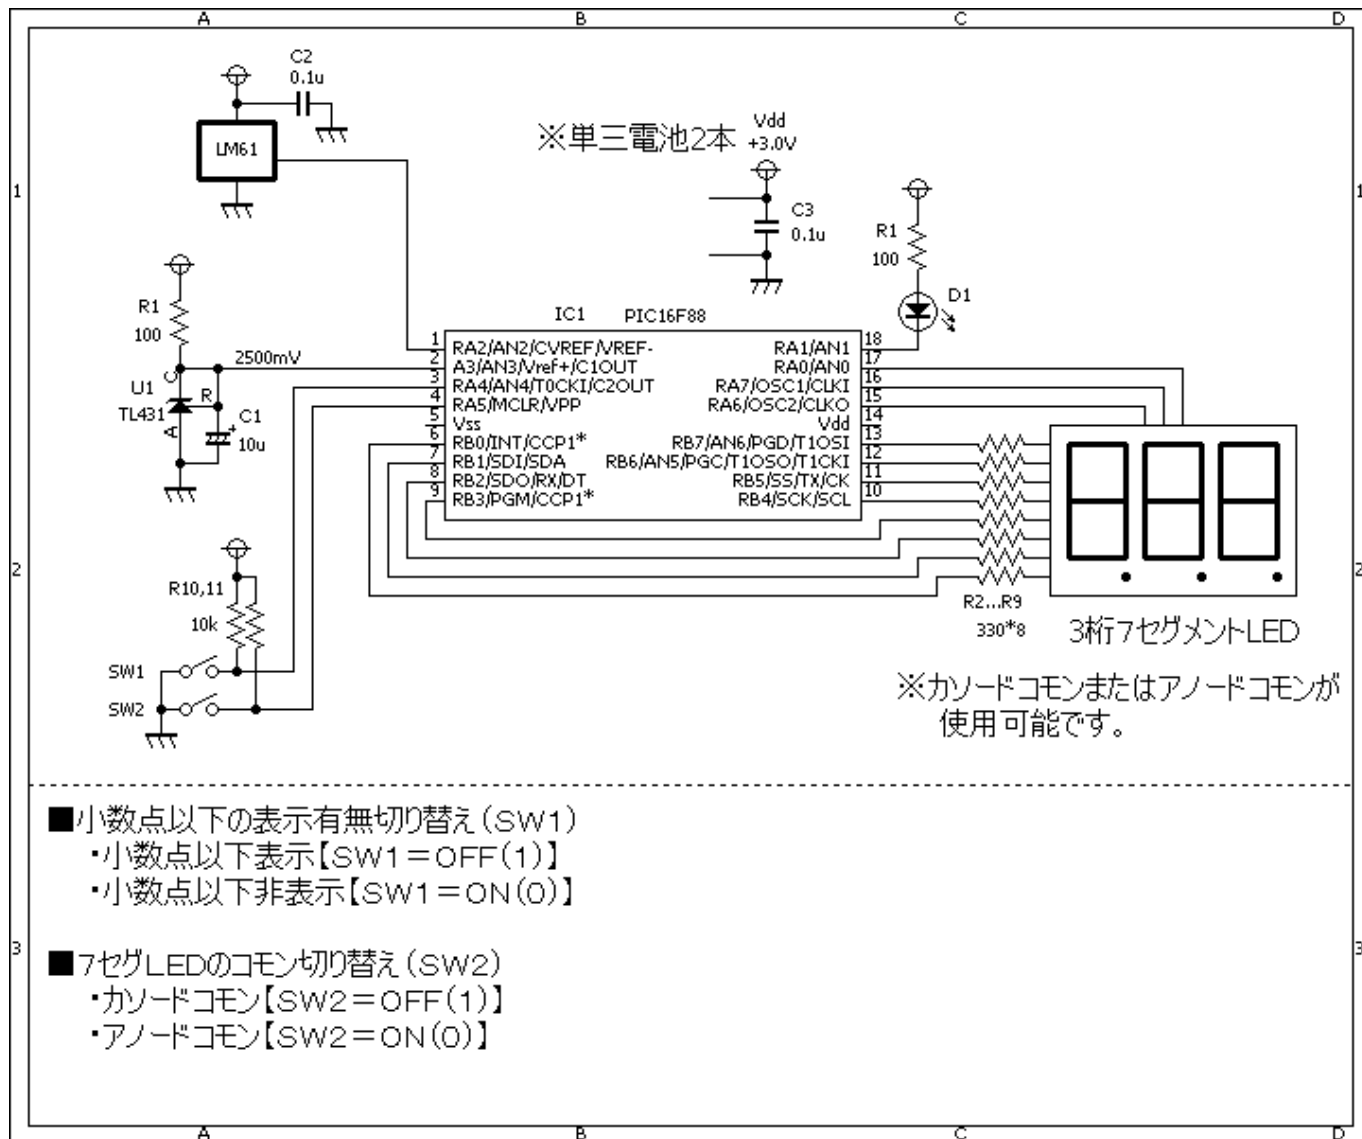 A B C D
C2
0.1u
LM61
※単三電池2本
Vdd
+3.0V
1 1
C3
0.1u
R1
100
D1
R1
100
2500mV
U1
TL431
C
R
A
C1
+
10u
IC1 PIC16F88
1 RA2/AN2/CVREF/VREF- RA1/AN1 18
2 A3/AN3/Vref+/C1OUT RA0/AN0 17
3 RA4/AN4/T0CKI/C2OUT RA7/OSC1/CLKI 16
4 RA5/MCLR/VPP RA6/OSC2/CLKO 15
5 Vss Vdd 14
6 RB0/INT/CCP1* RB7/AN6/PGD/T1OSI 13
7 RB1/SDI/SDA RB6/AN5/PGC/T1OSO/T1CKI 12
8 RB2/SDO/RX/DT RB5/SS/TX/CK 11
9 RB3/PGM/CCP1* RB4/SCK/SCL 10
2 2
R10,11
10k
SW1
SW2
R2...R9
330*8
3桁7セグメントLED
※カソードコモンまたはアノードコモンが
使用可能です。
■小数点以下の表示有無切り替え(SW1)
・小数点以下表示【SW1=OFF(1)】
・小数点以下非表示【SW1=ON(0)】
3 3
■7セグLEDのコモン切り替え(SW2)
・カソードコモン【SW2=OFF(1)】
・アノードコモン【SW2=ON(0)】
A B C D